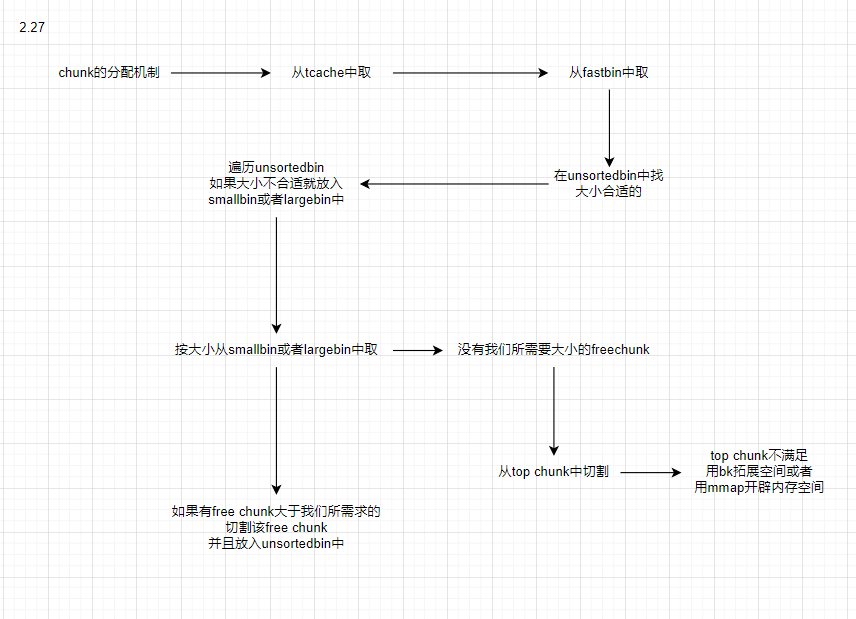 2.27
chunk的分配机制
从tcache中取
从fastbin中取
在unsortedbin中找
大小合适的
遍历unsortedbin
如果大小不合适就放入
smallbin或者largebin中
按大小从smallbin或者largebin中取
没有我们所需要大小的freechunk
从top chunk中切割
top chunk不满足
用bk拓展空间或者
用mmap开辟内存空间
如果有free chunk大于我们所需求的
切割该free chunk
并且放入unsortedbin中